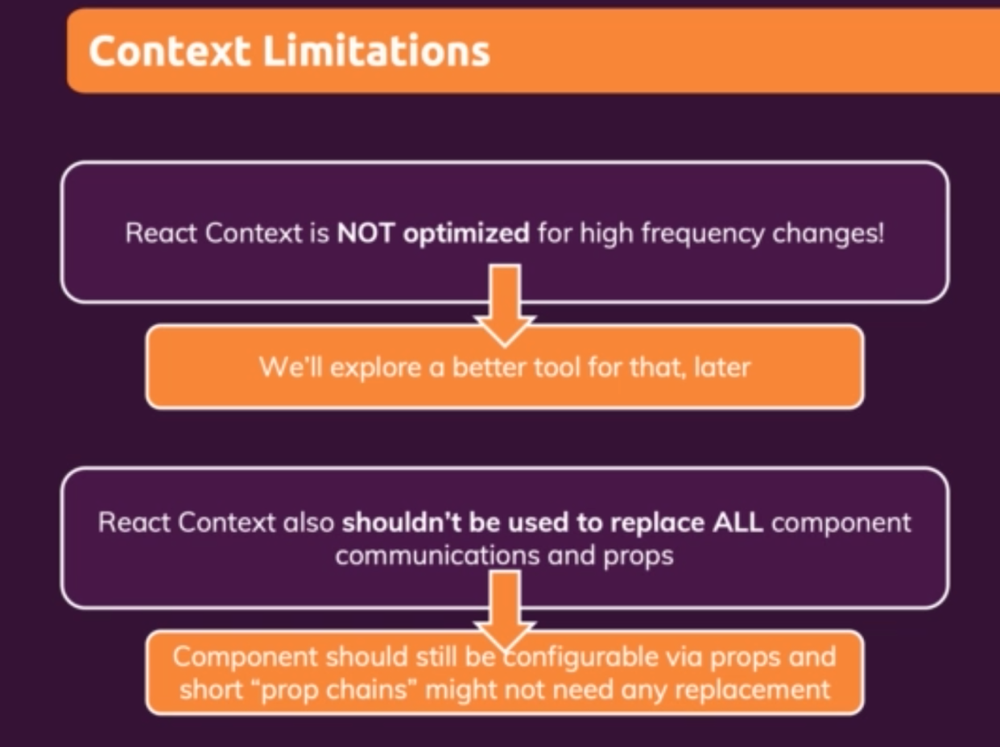 Context Limitations
React Context is NOT optimized for high frequency changes!
We'll explore a better tool for that, later
React Context also shouldn't be used to replace ALL component
communications and props
Component should still be configurable via props and
short “prop chains” might not need any replacement